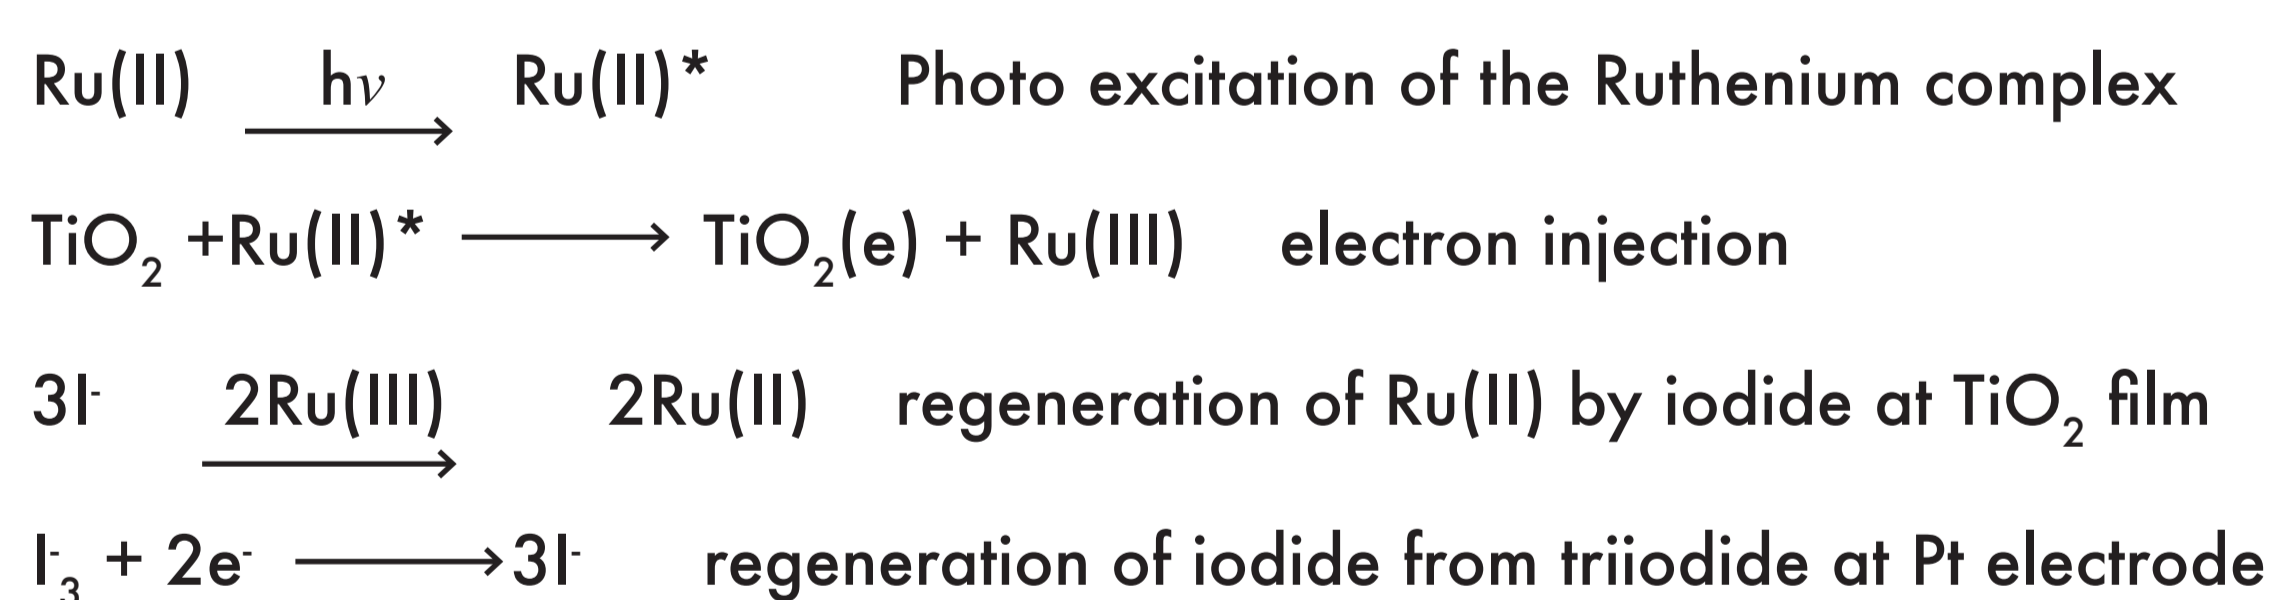 Ru(II) hν → Ru(II)* Photo excitation of the Ruthenium complex
TiO₂ +Ru(II)* → TiO₂(e) + Ru(III) electron injection
3I⁻ 2Ru(III) → 2Ru(II) regeneration of Ru(II) by iodide at TiO₂ film
I⁻₃ + 2e⁻ → 3I⁻ regeneration of iodide from triiodide at Pt electrode